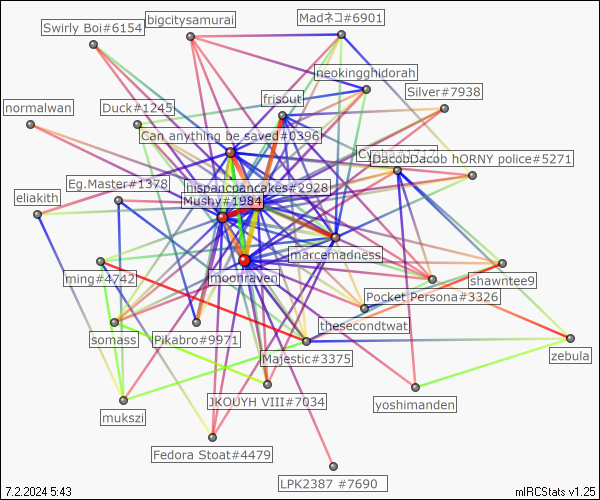 Madネコ#6901
bigcitysamurai
Swirly Boi#6154
neokingghidorah
Silver#7938
frisout
normalwan
Duck#1245
Can anything be saved#0396
DacobDacob hORNY police#5271
Eg.Master#1378
hispancpancakes#2928
eliakith
Mushy#1984
marcemadness
ming#4742
moonraven
shawntee9
Pocket Persona#3326
thesecondtwat
somass
Pikabro#9971
Majestic#3375
zebula
JKOUYH VIII#7034
yoshimanden
mukszi
Fedora Stoat#4479
LPK2387 #7690
7.2.2024 5:43
mIRCStats v1.25